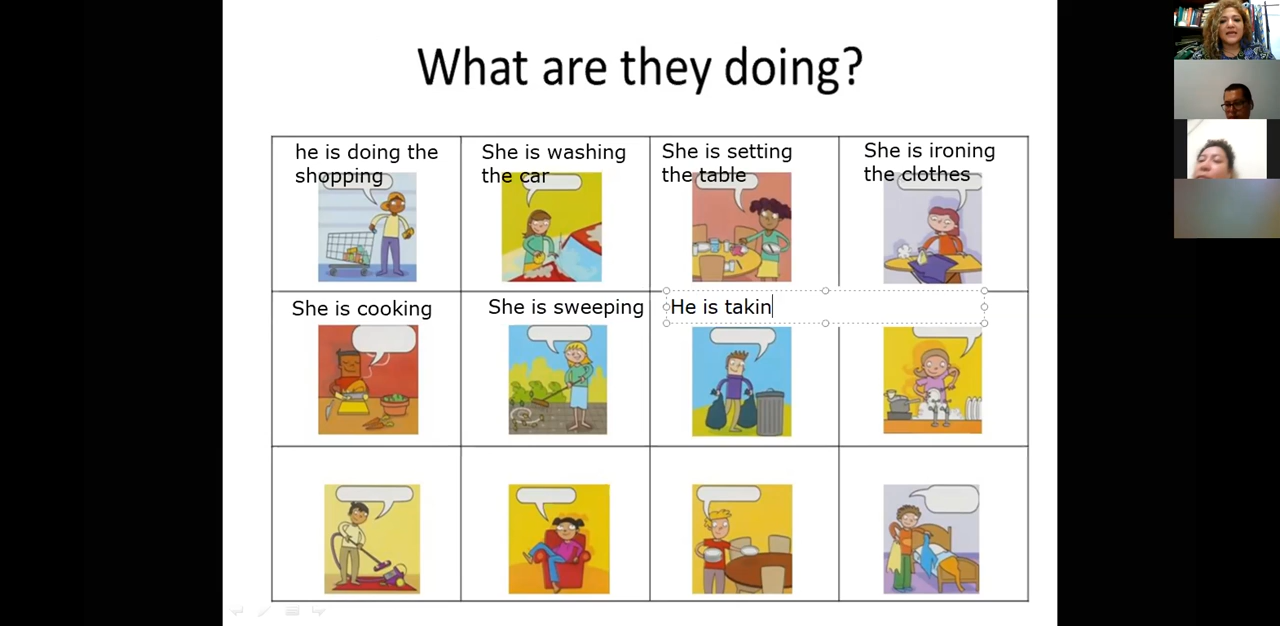 What are they doing?
he is doing the
shopping
She is washing
the car
She is setting
the table
She is ironing
the clothes
She is cooking
She is sweeping
He is takin